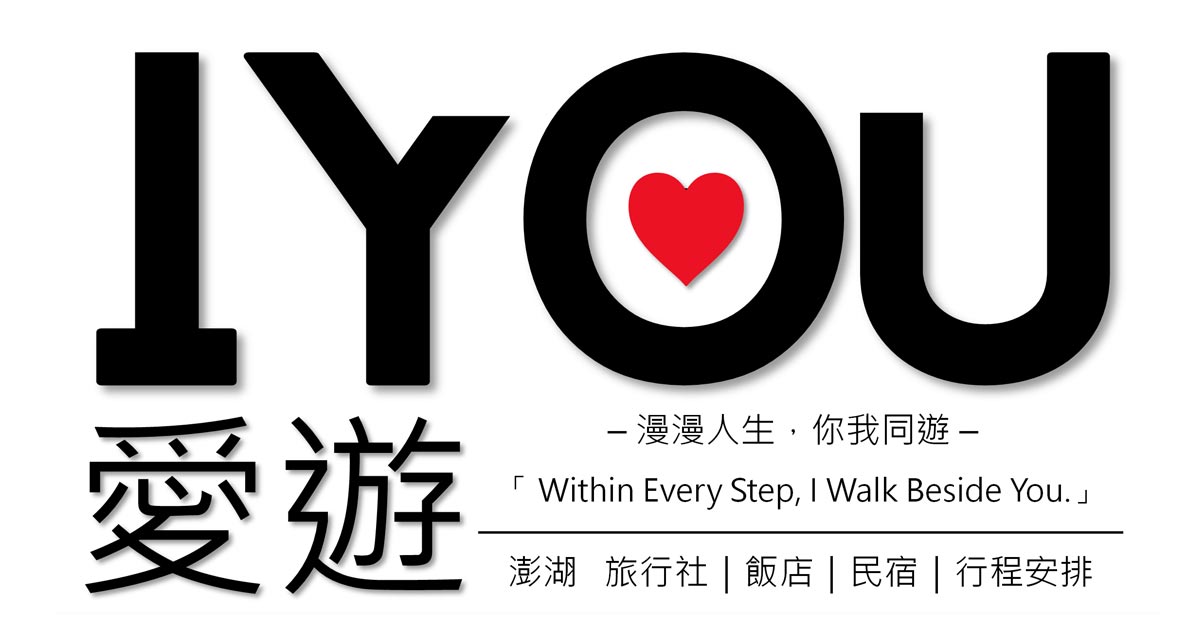 I YOU
愛遊
– 漫漫人生，你我同遊 –
「 Within Every Step, I Walk Beside You.」
澎湖 旅行社 | 飯店 | 民宿 | 行程安排